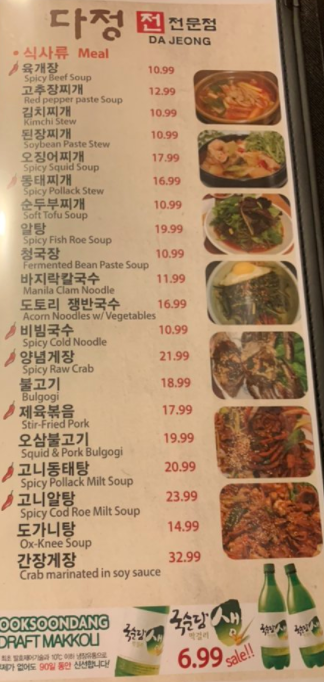 다정 전 전문점
DA JEONG
식사류 Meal
육개장 10.99
Spicy Beef Soup
고추장찌개 12.99
Red pepper paste Soup
김치찌개 10.99
Kimchi Stew
된장찌개 10.99
Soybean Paste Stew
오징어찌개 17.99
Spicy Squid Soup
동태찌개 16.99
Spicy Pollack Stew
순두부찌개 10.99
Soft Tofu Soup
알탕 19.99
Spicy Fish Roe Soup
청국장 10.99
Fermented Bean Paste Soup
바지락칼국수 11.99
Manila Clam Noodle
도토리 쟁반국수 16.99
Acorn Noodles w/ Vegetables
비빔국수 10.99
Spicy Cold Noodle
양념게장 21.99
Spicy Raw Crab
불고기 18.99
Bulgogi
제육볶음 17.99
Stir-Fried Pork
오삼불고기 19.99
Squid & Pork Bulgogi
고니동태탕 20.99
Spicy Pollack Milt Soup
고니알탕 23.99
Spicy Cod Roe Milt Soup
도가니탕 14.99
Ox-Knee Soup
간장게장 32.99
Crab marinated in soy sauce
OOKSOONDANG
DRAFT MAKKOLI
90일 동안 신선합니다!
국순당
국순당 생
막걸리
6.99 sale!!